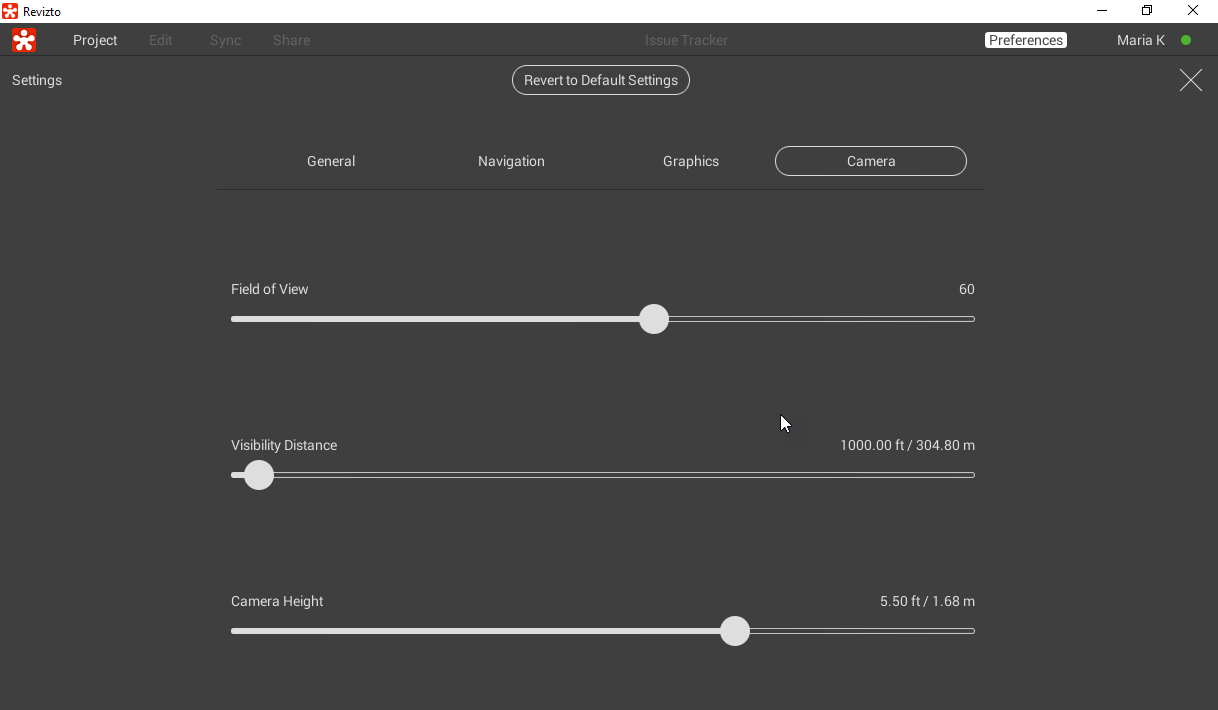 Revizto
Project Edit Sync Share Issue Tracker Preferences Maria K
Settings Revert to Default Settings
General Navigation Graphics Camera
Field of View 60
Visibility Distance 1000.00 ft / 304.80 m
Camera Height 5.50 ft / 1.68 m